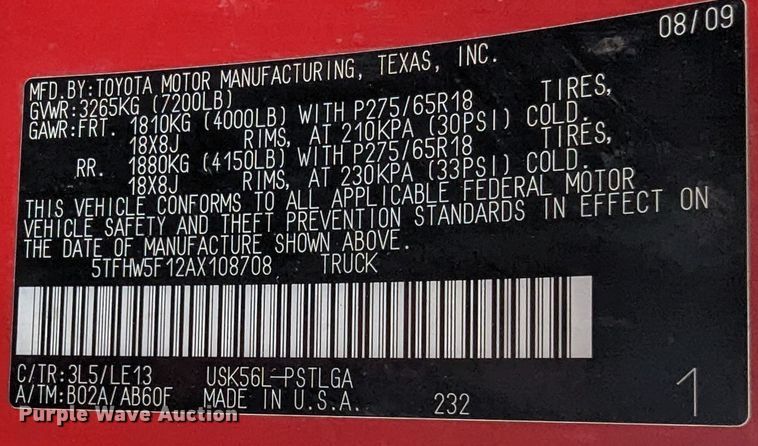 08/09
MFD.BY:TOYOTA MOTOR MANUFACTURING, TEXAS, INC.
GVWR:3265KG (7200LB)
GAWR:FRT. 1810KG (4000LB) WITH P275/65R18 TIRES,
18X8J RIMS, AT 210KPA (30PSI) COLD.
RR. 1880KG (4150LB) WITH P275/65R18 TIRES,
18X8J RIMS, AT 230KPA (33PSI) COLD.
THIS VEHICLE CONFORMS TO ALL APPLICABLE FEDERAL MOTOR
VEHICLE SAFETY AND THEFT PREVENTION STANDARDS IN EFFECT ON
THE DATE OF MANUFACTURE SHOWN ABOVE.
5TFHW5F12AX108708 TRUCK
C/TR:3L5/LE13 USK56L-PSTLGA
A/TM:B02A/AB60F MADE IN U.S.A. 232 1
Purple Wave Auction